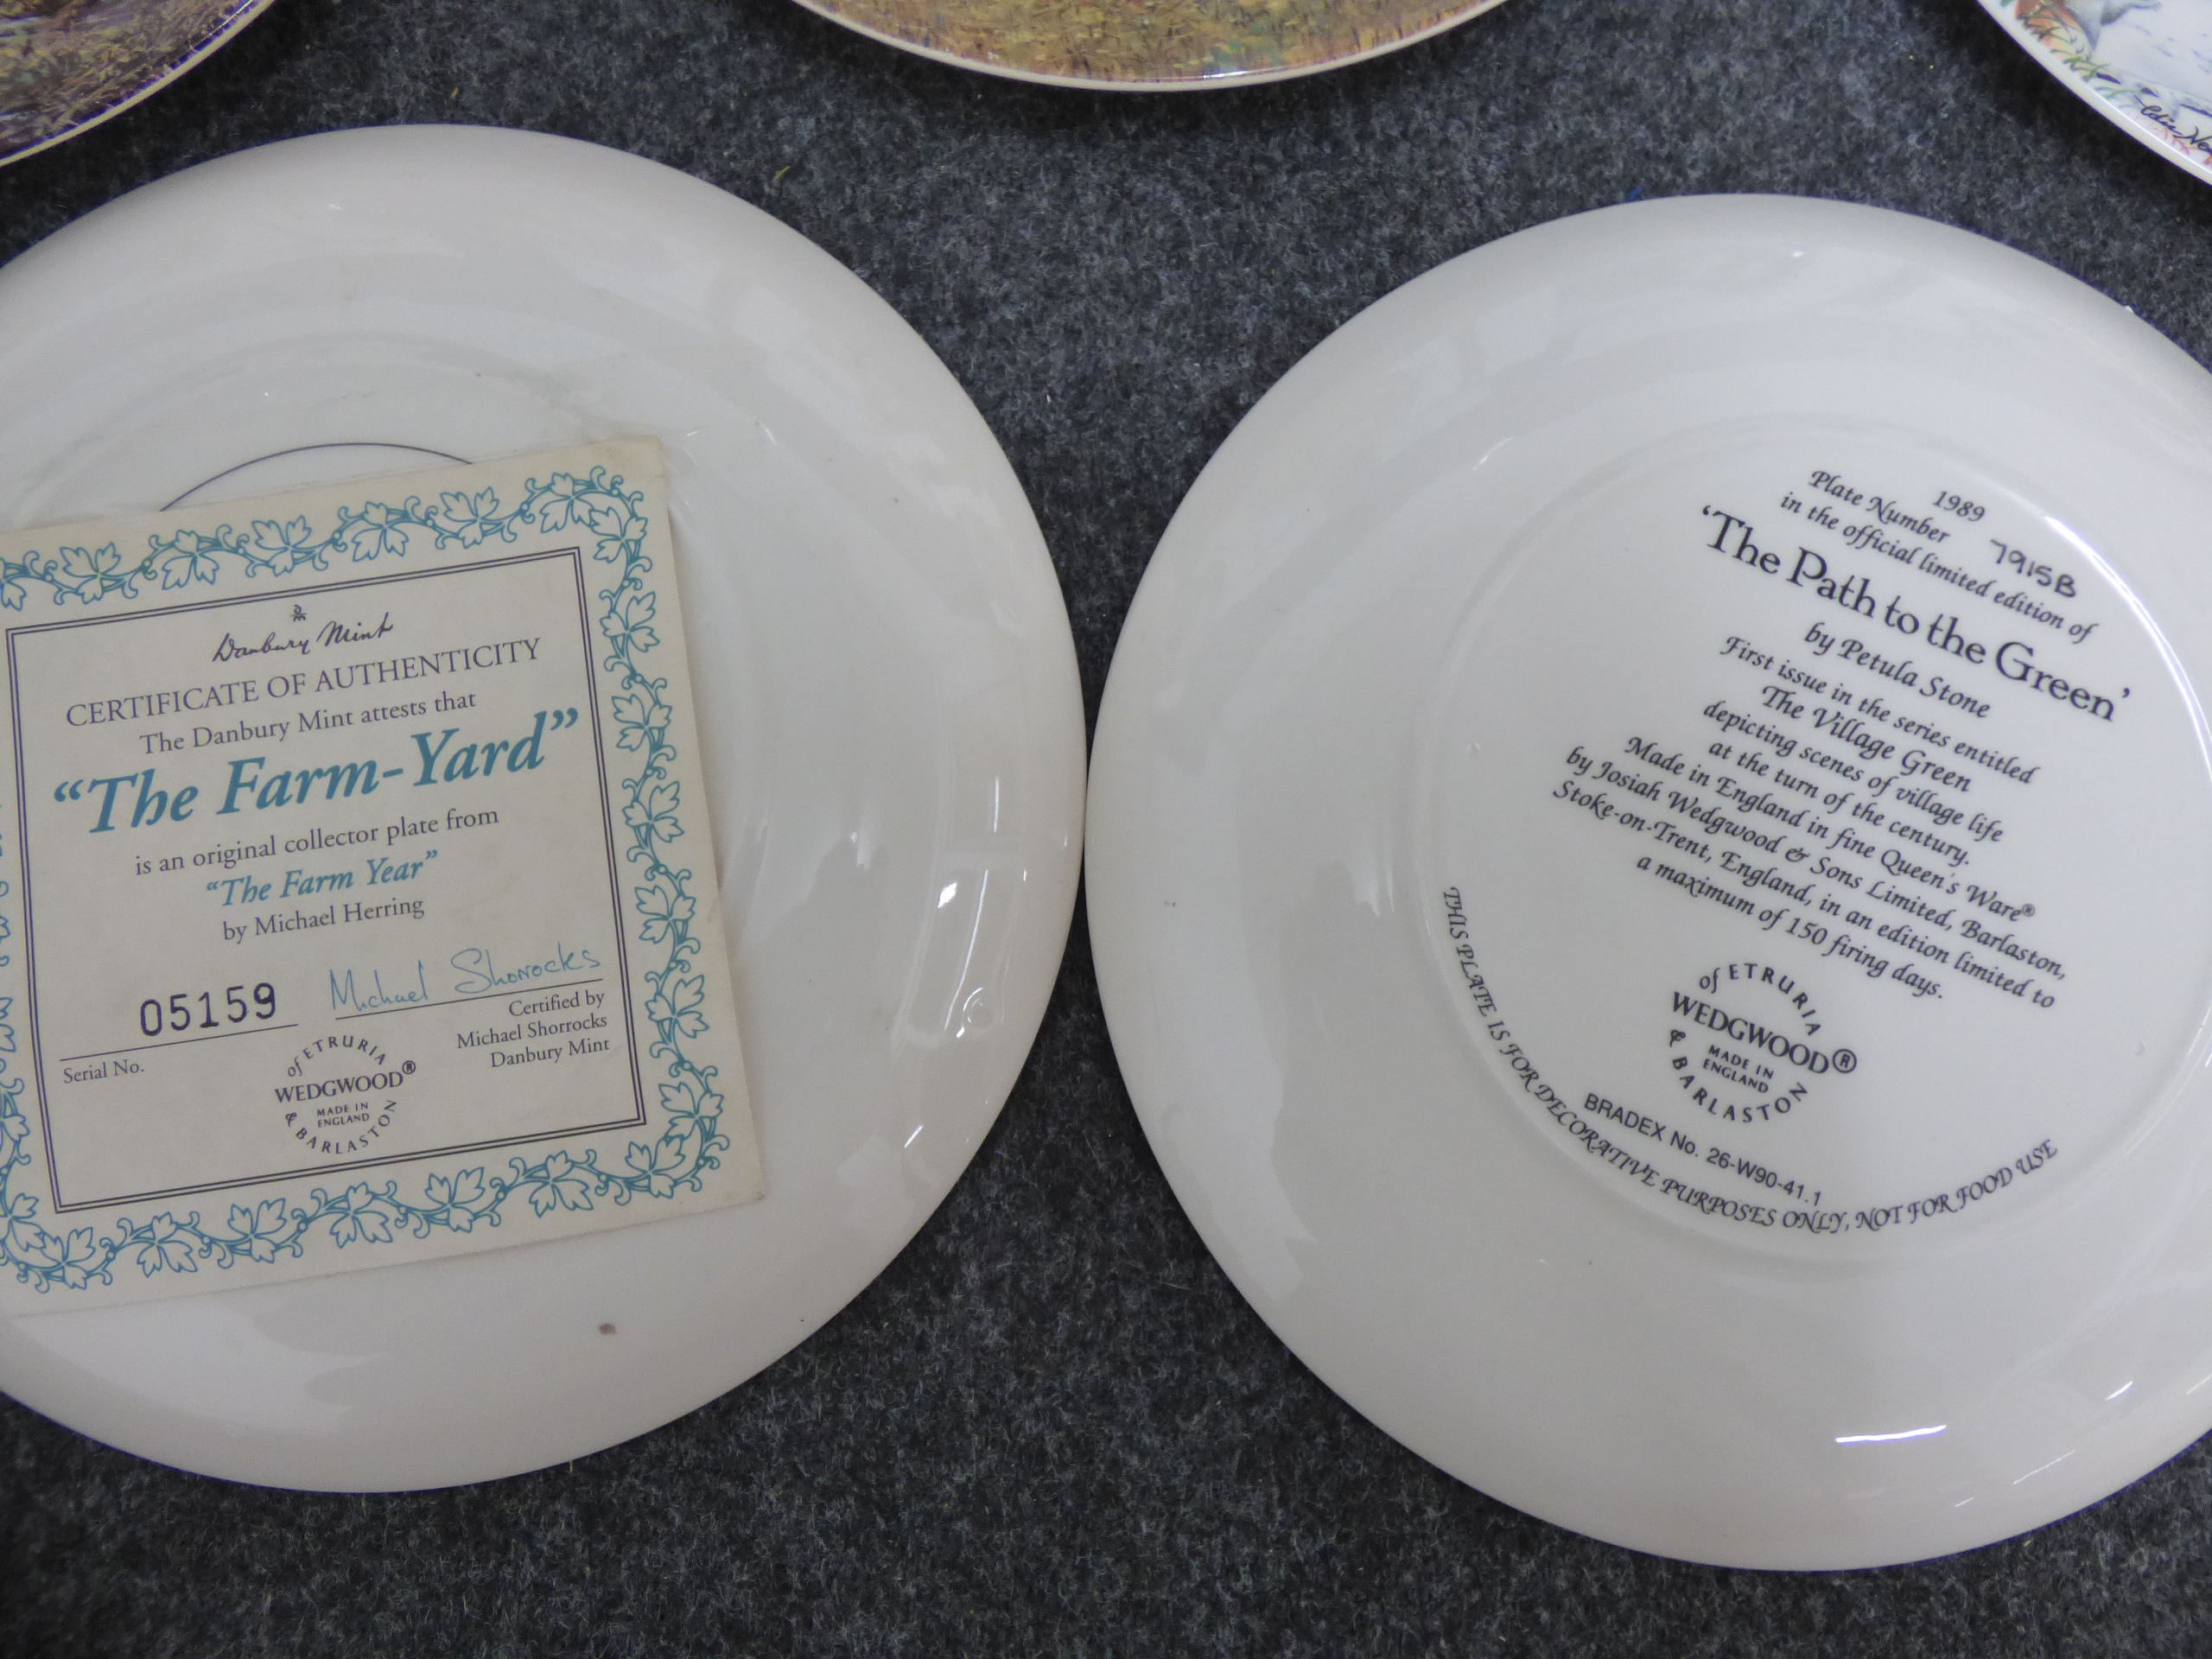 Danbury Mint
CERTIFICATE OF AUTHENTICITY
The Danbury Mint attests that
“The Farm-Yard”
is an original collector plate from
“The Farm Year”
by Michael Herring
05159
Serial No.
Michael Shorrocks
Certified by
Michael Shorrocks
Danbury Mint
of ETRURIA
WEDGWOOD®
MADE IN
ENGLAND
& BARLASTON
1989
Plate Number 7915B
in the official limited edition of
‘The Path to the Green’
by Petula Stone
First issue in the series entitled
The Village Green
depicting scenes of village life
at the turn of the century.
Made in England in fine Queen's Ware®
by Josiah Wedgwood & Sons Limited, Barlaston,
Stoke-on-Trent, England, in an edition limited to
a maximum of 150 firing days.
of ETRURIA
WEDGWOOD®
MADE IN
ENGLAND
& BARLASTON
BRADEX No. 26-W90-41.1
THIS PLATE IS FOR DECORATIVE PURPOSES ONLY, NOT FOR FOOD USE